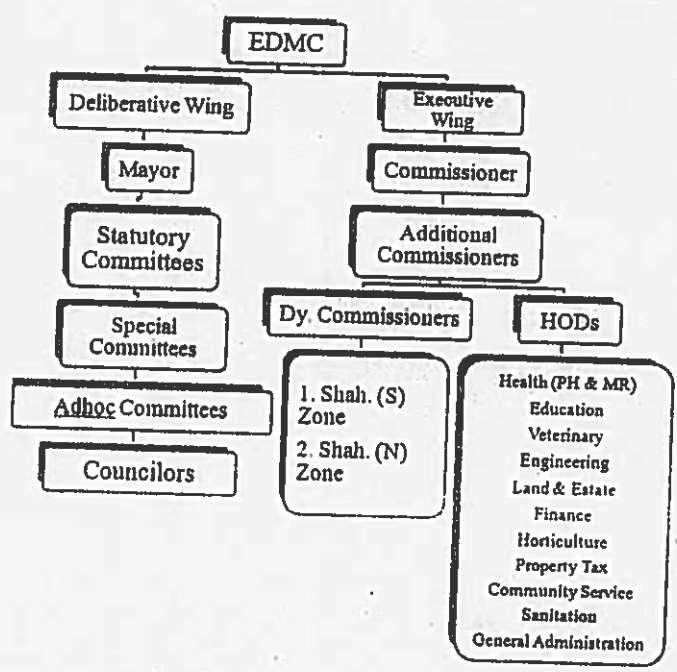 EDMC
Deliberative Wing
Executive
Wing
Mayor
Commissioner
Statutory
Committees
Additional
Commissioners
Special
Committees
Dy. Commissioners
HODs
Adhoc Committees
Councilors
1. Shah. (S)
Zone
2. Shah. (N)
Zone
Health (PH & MR)
Education
Veterinary
Engineering
Land & Estate
Finance
Horticulture
Property Tax
Community Service
Sanitation
General Administration